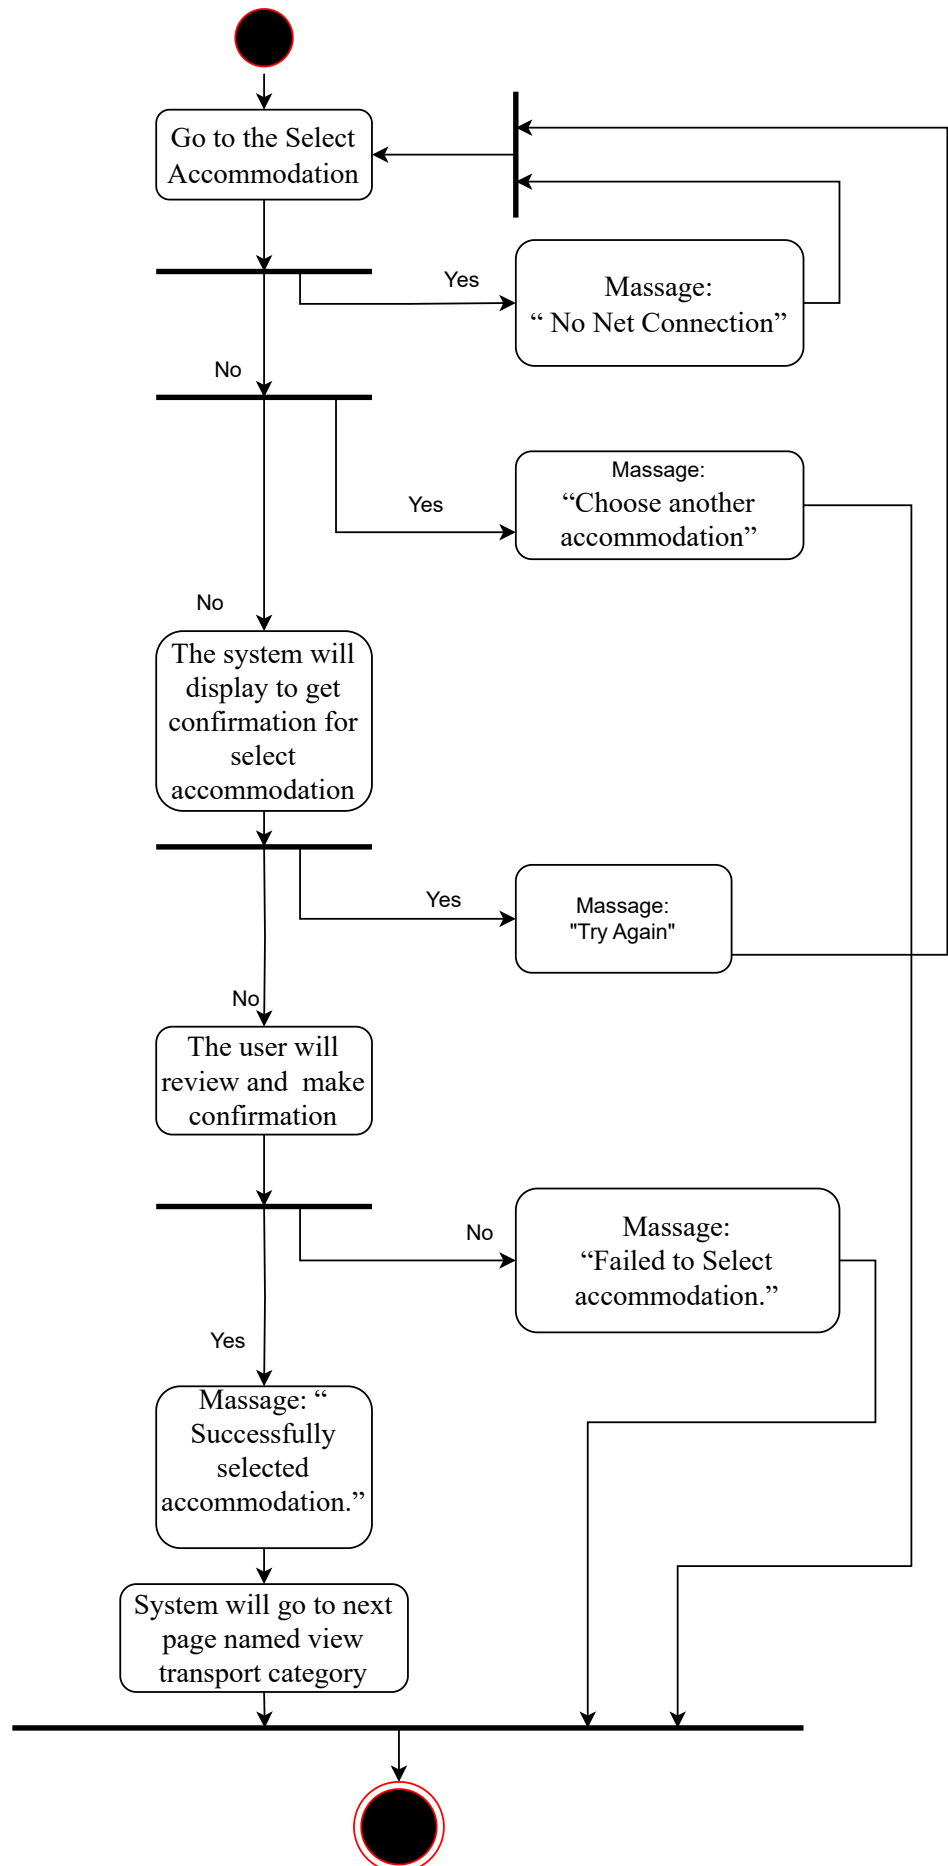 Go to the Select
Accommodation
Yes
Massage:
“ No Net Connection”
No
Massage:
“Choose another
accommodation”
Yes
No
The system will
display to get
confirmation for
select
accommodation
Yes
Massage:
"Try Again"
No
The user will
review and  make
confirmation
No
Massage:
“Failed to Select
accommodation.”
Yes
Massage: “
Successfully
selected
accommodation.”
System will go to next
page named view
transport category